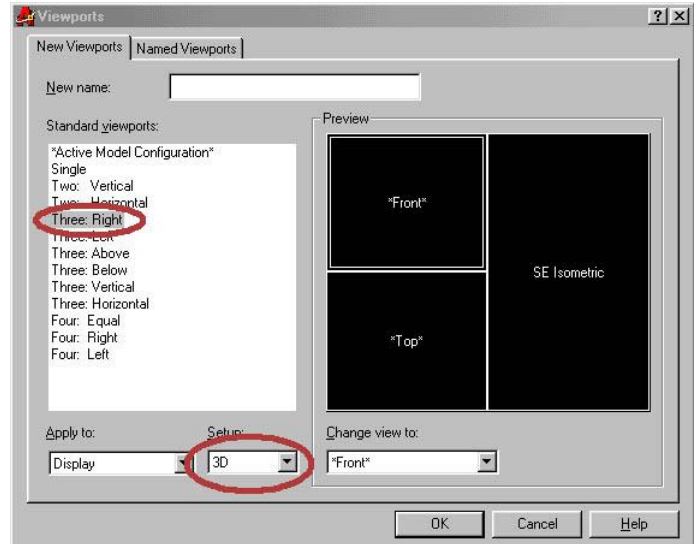 Viewports
New Viewports
Named Viewports
New name:
Standard viewports:
*Active Model Configuration*
Single
Two: Vertical
Two: Horizontal
Three: Right
Three: Left
Three: Above
Three: Below
Three: Vertical
Three: Horizontal
Four: Equal
Four: Right
Four: Left
Preview
*Front*
*Top*
SE Isometric
Apply to:
Setup:
Change view to:
Display
3D
*Front*
OK
Cancel
Help